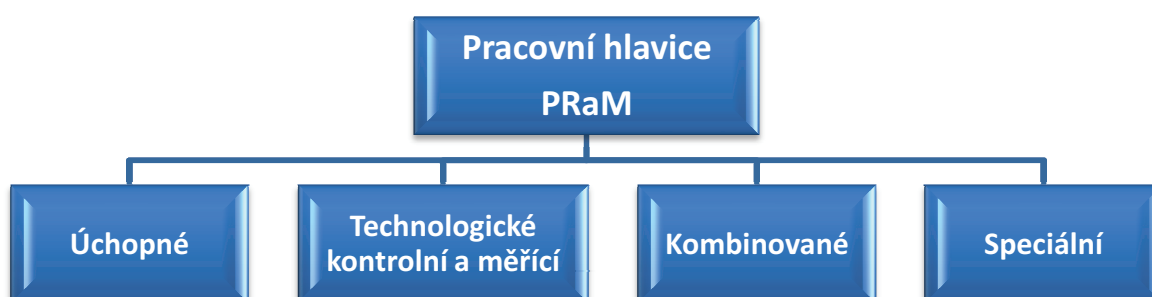 Pracovní hlavice
PRaM
Úchopné
Technologické
kontrolní a měřící
Kombinované
Speciální